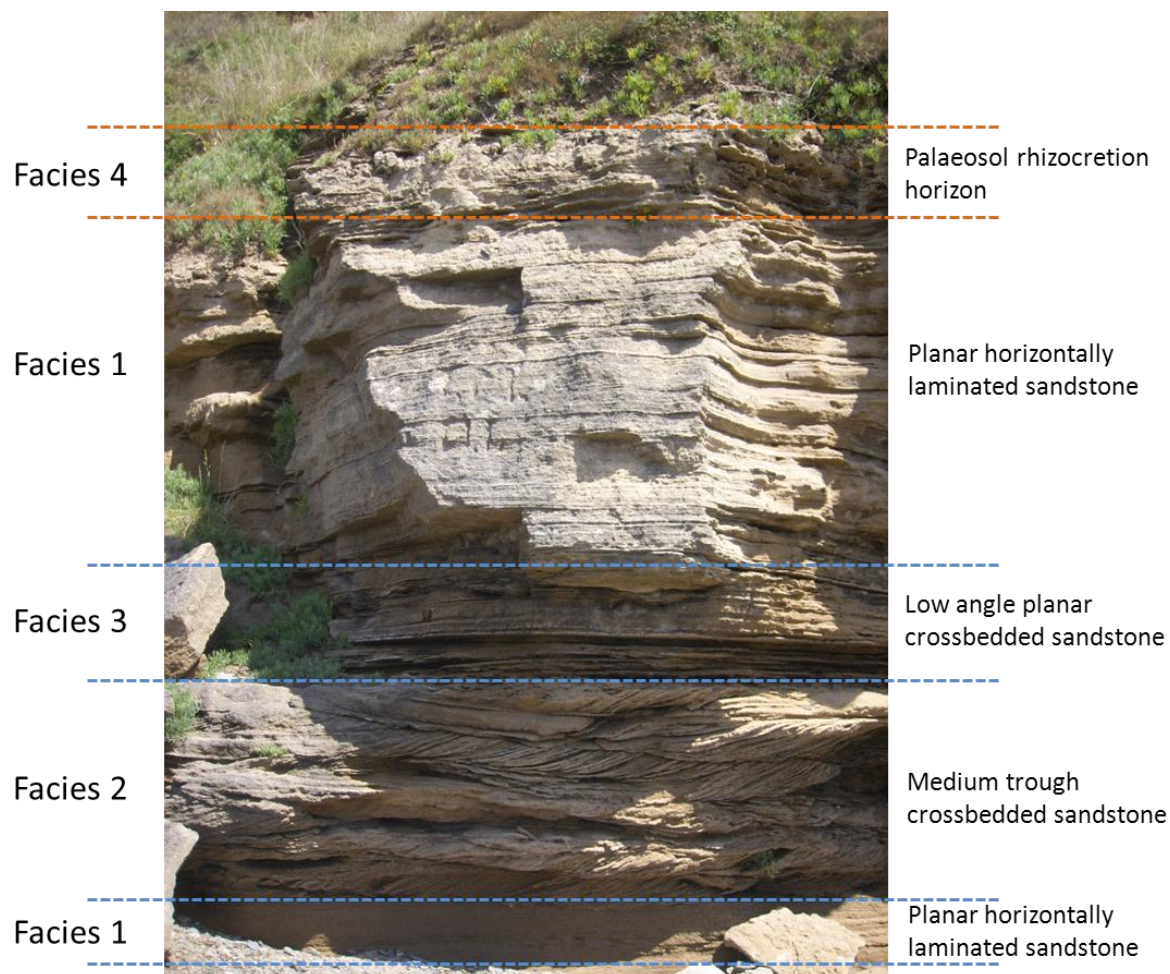 Facies 4
Palaeosol rhizocretion
horizon
Facies 1
Planar horizontally
laminated sandstone
Facies 3
Low angle planar
crossbedded sandstone
Facies 2
Medium trough
crossbedded sandstone
Facies 1
Planar horizontally
laminated sandstone